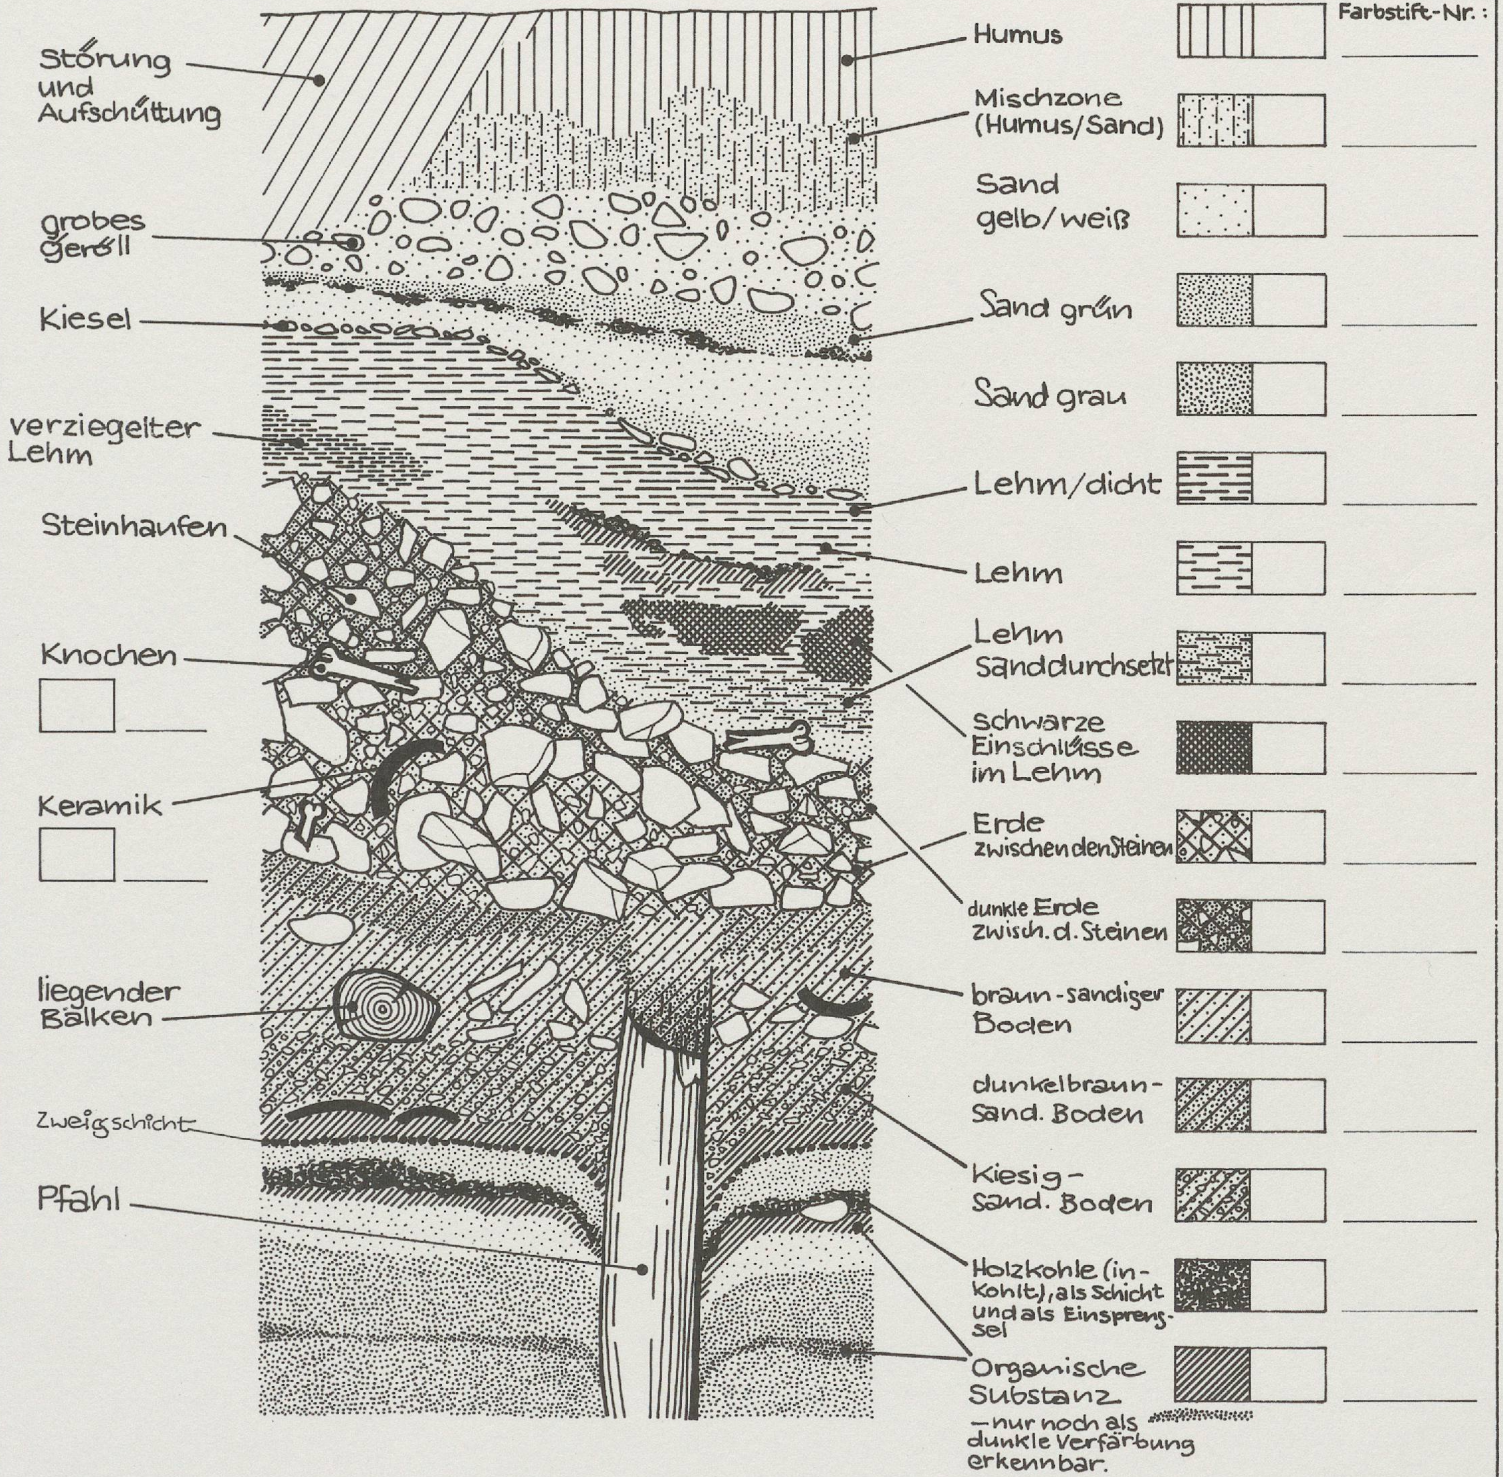 Störung
und
Aufschüttung
grobes
Geröll
Kiesel
verziegelter
Lehm
Steinhaufen
Knochen
Keramik
liegender
Balken
Zweigschicht
Pfahl
Farbstift-Nr.:
Humus
Mischzone
(Humus/Sand)
Sand
gelb/weiß
Sand grün
Sand grau
Lehm/dicht
Lehm
Lehm
sanddurchsetzt
schwarze
Einschlüsse
im Lehm
Erde
zwischen den Steinen
dunkle Erde
zwisch. d. Steinen
braun-sandiger
Boden
dunkelbraun-
sand. Boden
Kiesig-
sand. Boden
Holzkohle (in-
kohlt), als Schicht
und als Einspreng-
sel
Organische
Substanz
-nur noch als
dunkle Verfärbung
erkennbar.